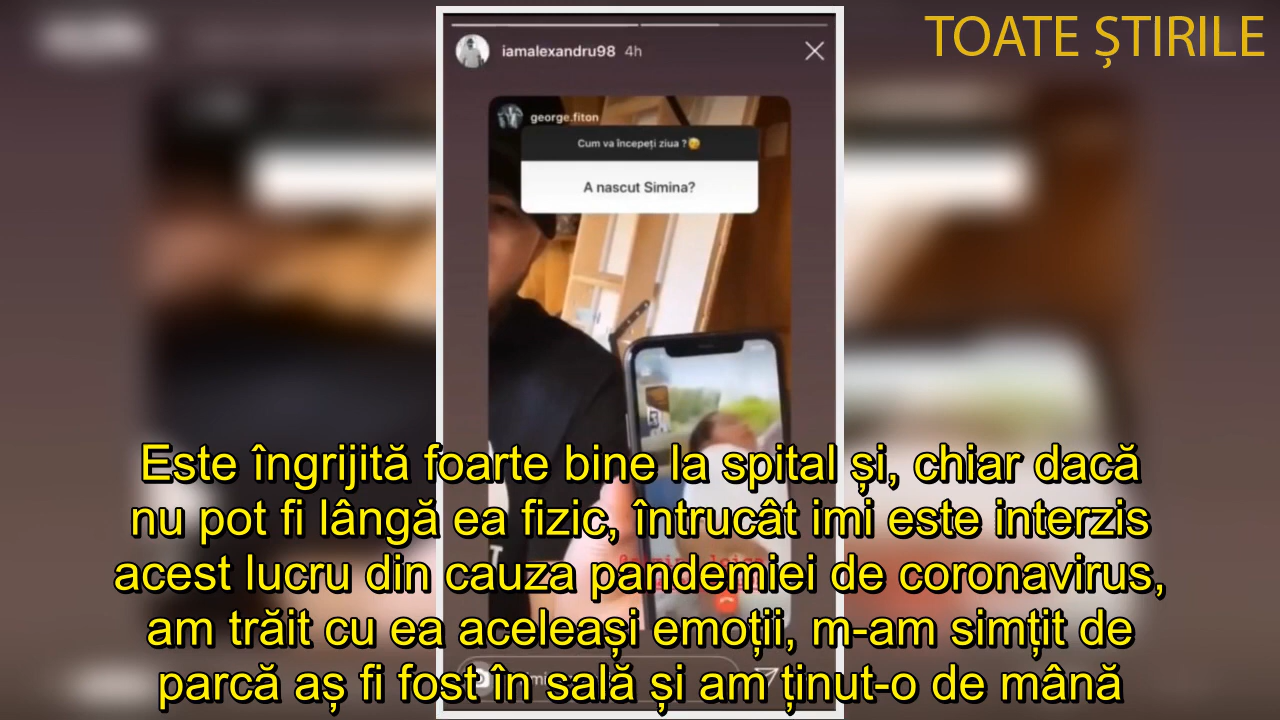 TOATE ȘTIRILE
iamalexandru98 4h
george.fiton
Cum va începeți ziua ?
A nascut Simina?
Este îngrijită foarte bine la spital și, chiar dacă
nu pot fi lângă ea fizic, întrucât imi este interzis
acest lucru din cauza pandemiei de coronavirus,
am trăit cu ea aceleași emoții, m-am simțit de
parcă aș fi fost în sală și am ținut-o de mână